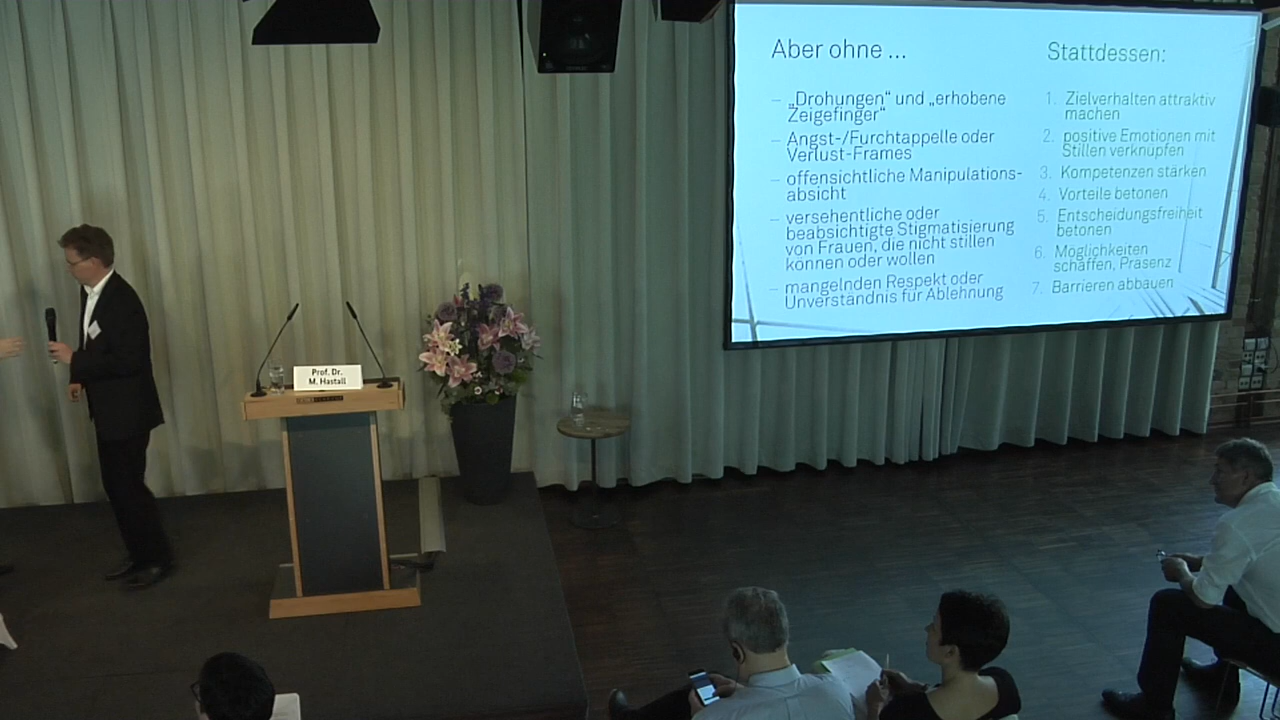 Aber ohne ...
– „Drohungen“ und „erhobene
Zeigefinger“
– Angst-/Furchtappelle oder
Verlust-Frames
– offensichtliche Manipulations-
absicht
– versehentliche oder
beabsichtigte Stigmatisierung
von Frauen, die nicht stillen
können oder wollen
– mangelnden Respekt oder
Unverständnis für Ablehnung
Stattdessen:
1. Zielverhalten attraktiv
machen
2. positive Emotionen mit
Stillen verknüpfen
3. Kompetenzen stärken
4. Vorteile betonen
5. Entscheidungsfreiheit
betonen
6. Möglichkeiten
schaffen, Präsenz
7. Barrieren abbauen
Prof. Dr.
M. Hastall